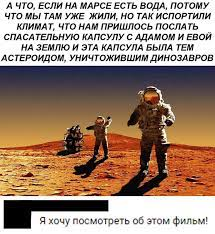 А ЧТО, ЕСЛИ НА МАРСЕ ЕСТЬ ВОДА, ПОТОМУ
ЧТО МЫ ТАМ УЖЕ ЖИЛИ, НО ТАК ИСПОРТИЛИ
КЛИМАТ, ЧТО НАМ ПРИШЛОСЬ ПОСЛАТЬ
СПАСАТЕЛЬНУЮ КАПСУЛУ С АДАМОМ И ЕВОЙ
НА ЗЕМЛЮ И ЭТА КАПСУЛА БЫЛА ТЕМ
АСТЕРОИДОМ, УНИЧТОЖИВШИМ ДИНОЗАВРОВ
Я хочу посмотреть об этом фильм!